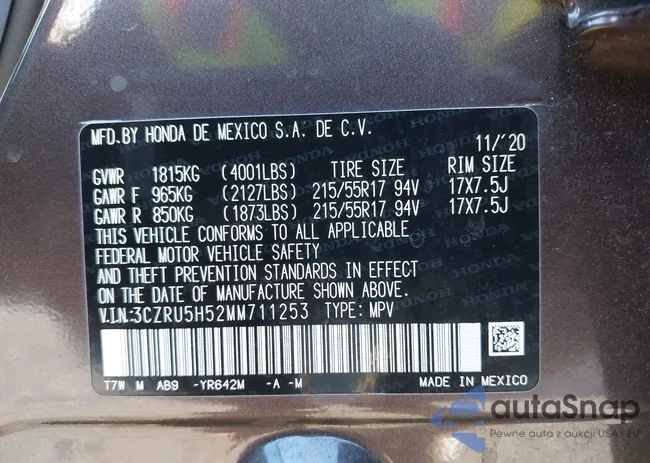 MFD.BY HONDA DE MEXICO S.A. DE C.V.
11/'20
GVWR 1815KG (4001LBS) TIRE SIZE RIM SIZE
GAWR F 965KG (2127LBS) 215/55R17 94V 17X7.5J
GAWR R 850KG (1873LBS) 215/55R17 94V 17X7.5J
THIS VEHICLE CONFORMS TO ALL APPLICABLE
FEDERAL MOTOR VEHICLE SAFETY
AND THEFT PREVENTION STANDARDS IN EFFECT
ON THE DATE OF MANUFACTURE SHOWN ABOVE.
V.I.N:3CZRU5H52MM711253 TYPE: MPV
T7W M AB9 -YR642M -A -M MADE IN MEXICO
autaSnap
Pewne auta z aukcji USA i EU